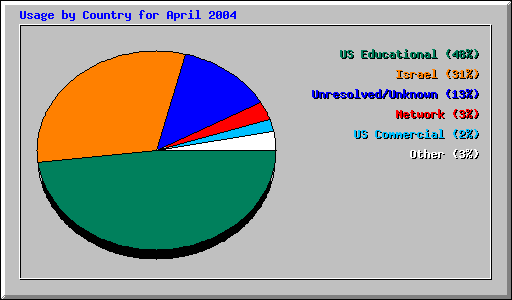 Usage by Country for April 2004
US Educational (48%)
Israel (31%)
Unresolved/Unknown (13%)
Network (3%)
US Commercial (2%)
Other (3%)